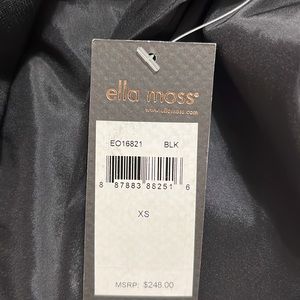 ella moss®
www.ellamoss.com
EO16821 BLK
8 87883 88251 6
XS
MSRP: $248.00